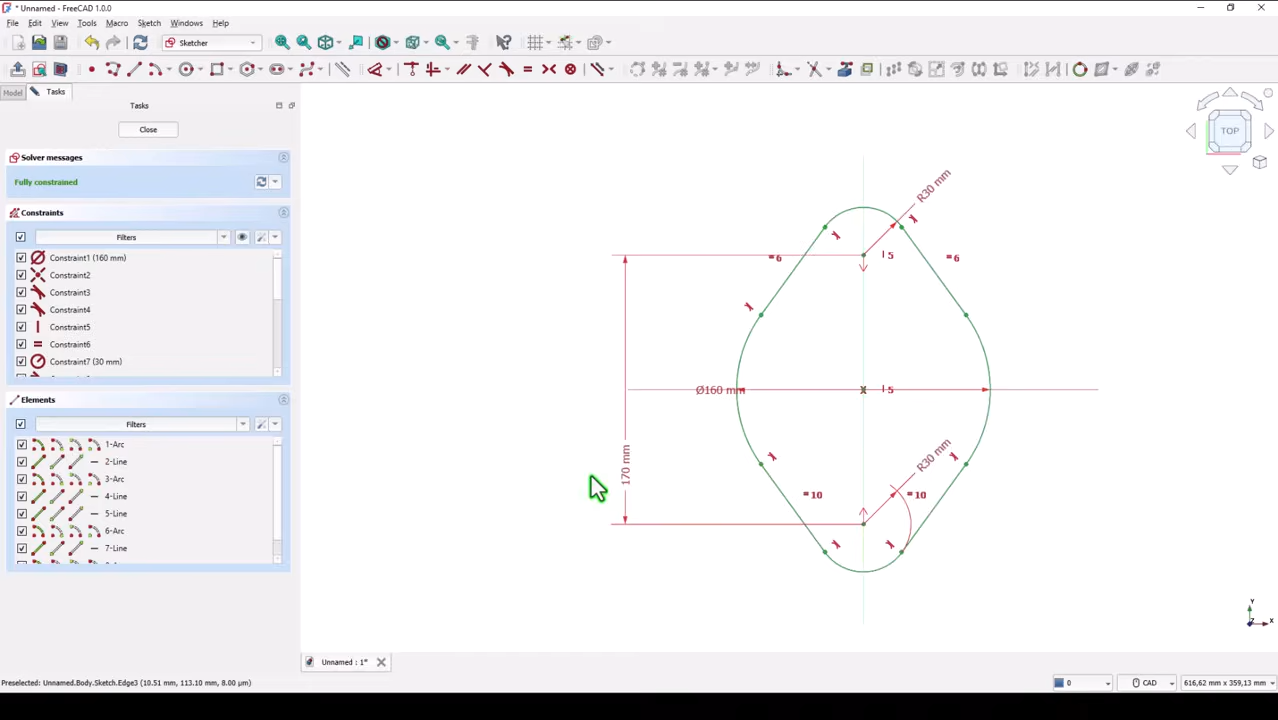 * Unnamed - FreeCAD 1.0.0
File Edit View Tools Macro Sketch Windows Help
Sketcher
Model Tasks
Tasks
Close
Solver messages
Fully constrained
Constraints
Filters
Constraint1 (160 mm)
Constraint2
Constraint3
Constraint4
Constraint5
Constraint6
Constraint7 (30 mm)
Elements
Filters
1-Arc
2-Line
3-Arc
4-Line
5-Line
6-Arc
7-Line
TOP
R30 mm
5
6
6
170 mm
Ø160 mm
5
R30 mm
10
10
Y
Z
X
Unnamed : 1*
Preselected: Unnamed.Body.Sketch.Edge3 (10.51 mm, 113.10 mm, 8.00 µm)
0
CAD
616,62 mm x 359,13 mm